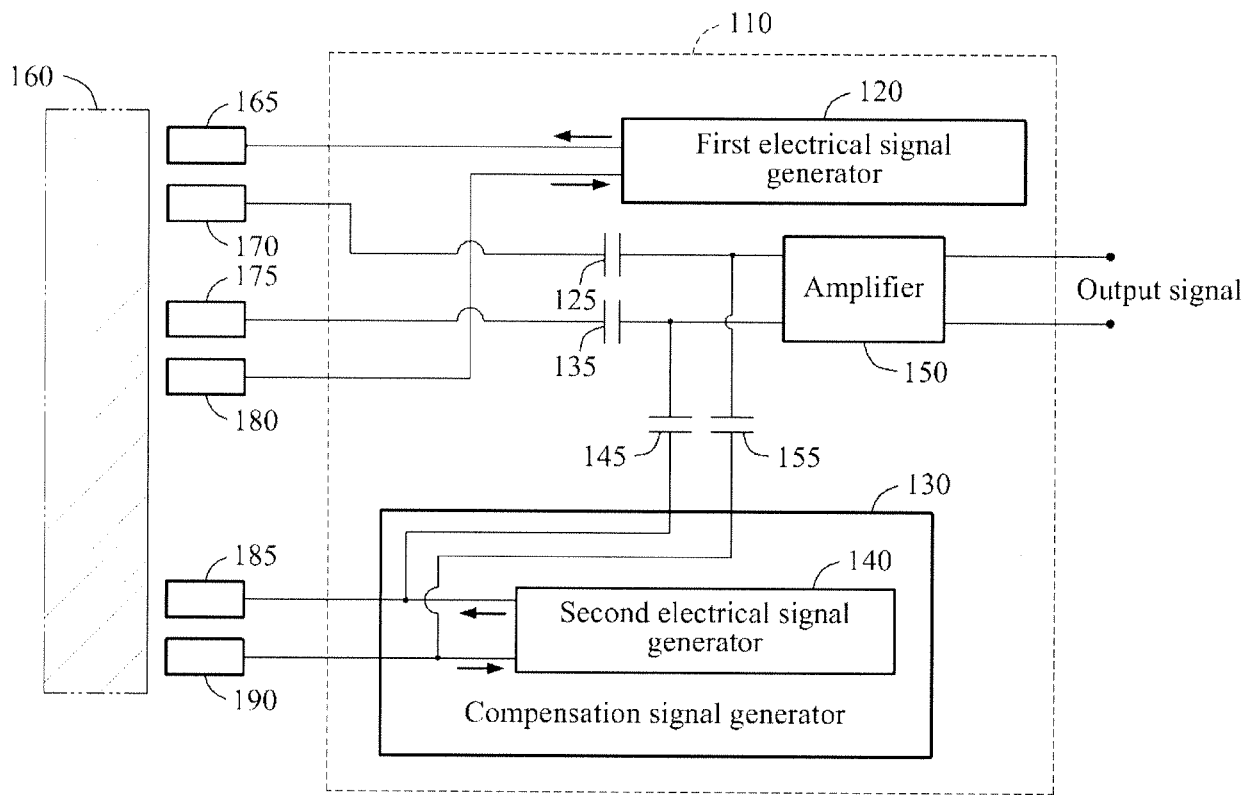 110
160
165
120
First electrical signal
generator
170
175
125
Amplifier
Output signal
135
150
180
145
155
130
185
140
Second electrical signal
generator
190
Compensation signal generator